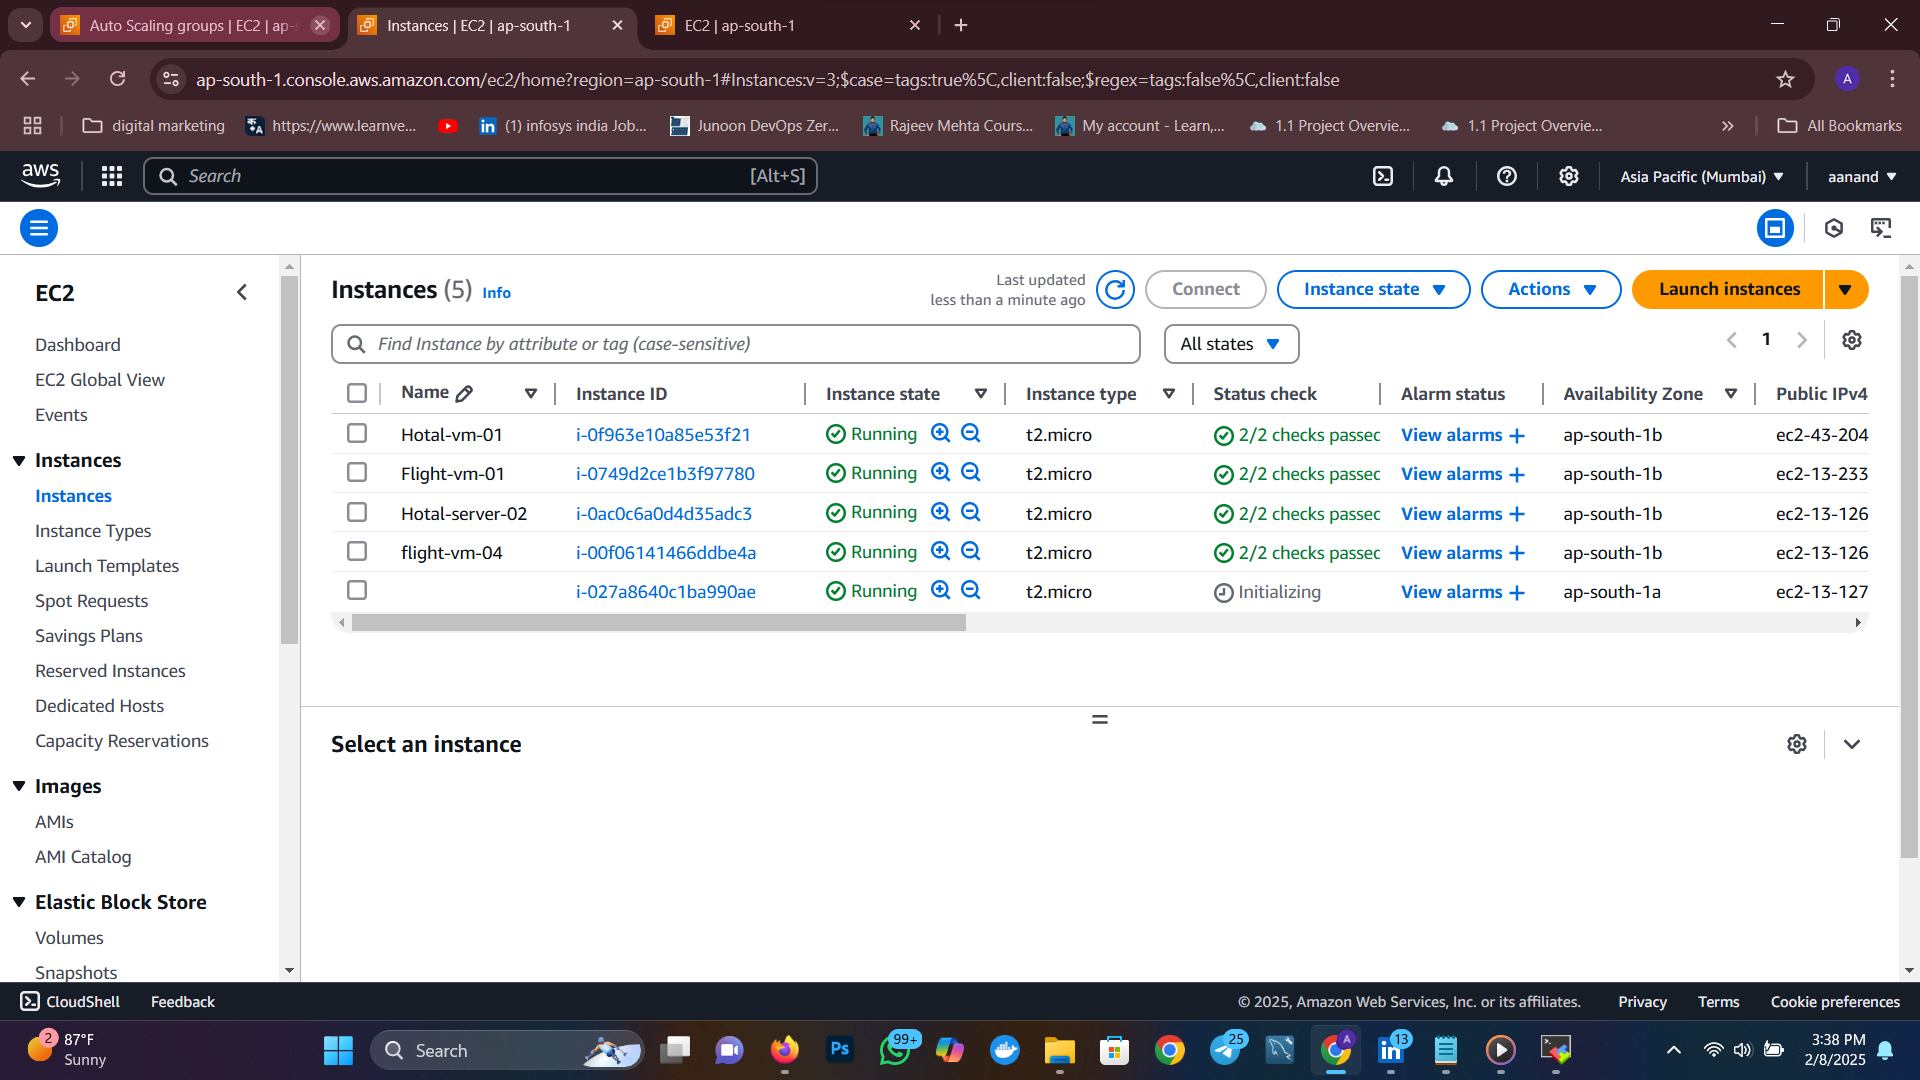 Auto Scaling groups | EC2 | ap-s
Instances | EC2 | ap-south-1
EC2 | ap-south-1
ap-south-1.console.aws.amazon.com/ec2/home?region=ap-south-1#Instances:v=3;$case=tags:true%5C,client:false;$regex=tags:false%5C,client:false
A
digital marketing
https://www.learnve...
(1) infosys india Job...
Junoon DevOps Zer...
Rajeev Mehta Cours...
My account - Learn,...
1.1 Project Overvie...
1.1 Project Overvie...
All Bookmarks
aws
Search
[Alt+S]
Asia Pacific (Mumbai)
aanand
EC2
Dashboard
EC2 Global View
Events
Instances
Instances
Instance Types
Launch Templates
Spot Requests
Savings Plans
Reserved Instances
Dedicated Hosts
Capacity Reservations
Images
AMIs
AMI Catalog
Elastic Block Store
Volumes
Snapshots
Instances (5) Info
Last updated
less than a minute ago
Connect
Instance state
Actions
Launch instances
Find Instance by attribute or tag (case-sensitive)
All states
1
Name Instance ID Instance state Instance type Status check Alarm status Availability Zone Public IPv4
Hotal-vm-01 i-0f963e10a85e53f21 Running t2.micro 2/2 checks passed View alarms + ap-south-1b ec2-43-204
Flight-vm-01 i-0749d2ce1b3f97780 Running t2.micro 2/2 checks passed View alarms + ap-south-1b ec2-13-233
Hotal-server-02 i-0ac0c6a0d4d35adc3 Running t2.micro 2/2 checks passed View alarms + ap-south-1b ec2-13-126
flight-vm-04 i-00f06141466ddbe4a Running t2.micro 2/2 checks passed View alarms + ap-south-1b ec2-13-126
i-027a8640c1ba990ae Running t2.micro Initializing View alarms + ap-south-1a ec2-13-127
Select an instance
CloudShell
Feedback
© 2025, Amazon Web Services, Inc. or its affiliates.
Privacy
Terms
Cookie preferences
2
87°F
Sunny
Search
Ps
99+
25
A
13
3:38 PM
2/8/2025